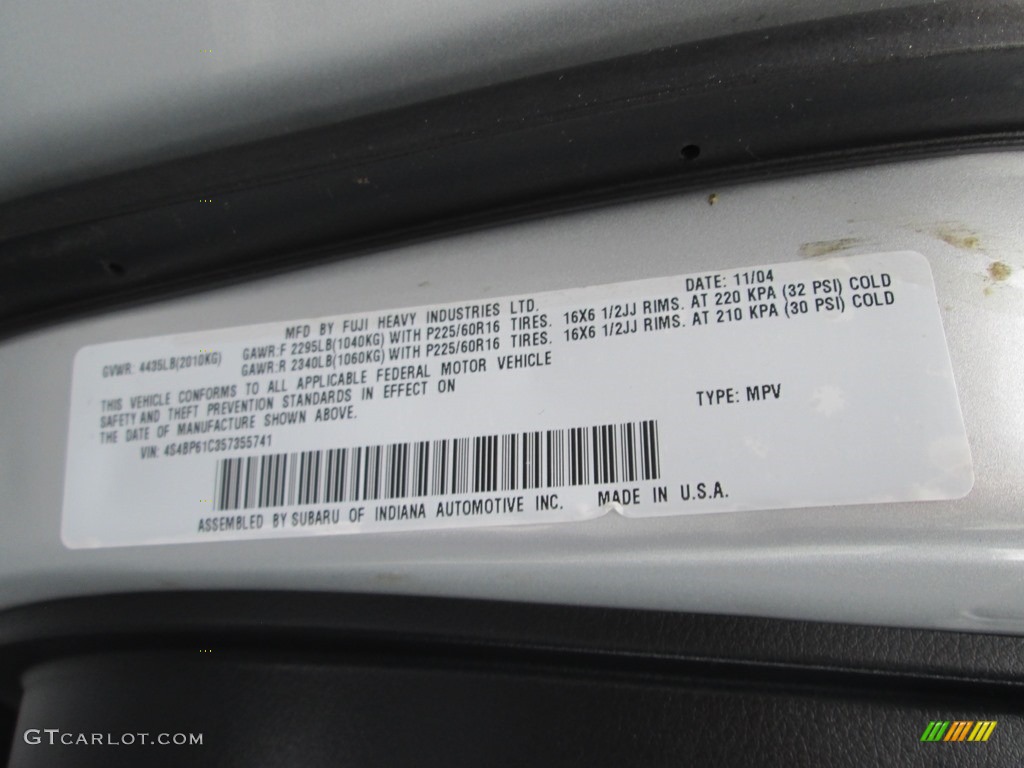 MFD BY FUJI HEAVY INDUSTRIES LTD. DATE: 11/04
GVWR: 4435LB(2010KG) GAWR:F 2295LB(1040KG) WITH P225/60R16 TIRES. 16X6 1/2JJ RIMS. AT 220 KPA (32 PSI) COLD
GAWR:R 2340LB(1060KG) WITH P225/60R16 TIRES. 16X6 1/2JJ RIMS. AT 210 KPA (30 PSI) COLD
THIS VEHICLE CONFORMS TO ALL APPLICABLE FEDERAL MOTOR VEHICLE
SAFETY AND THEFT PREVENTION STANDARDS IN EFFECT ON
THE DATE OF MANUFACTURE SHOWN ABOVE.
VIN: 4S4BP61C357355741
TYPE: MPV
ASSEMBLED BY SUBARU OF INDIANA AUTOMOTIVE INC. MADE IN U.S.A.
GTCARLOT.COM